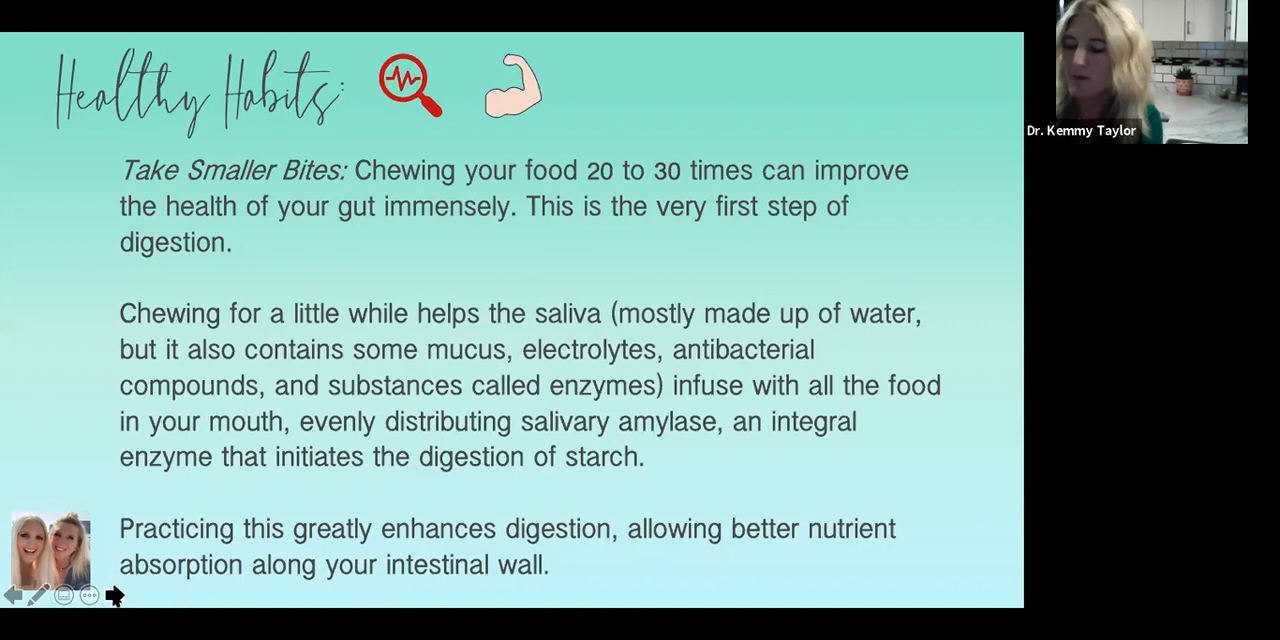 Healthy Habits:
Take Smaller Bites: Chewing your food 20 to 30 times can improve
the health of your gut immensely. This is the very first step of
digestion.
Chewing for a little while helps the saliva (mostly made up of water,
but it also contains some mucus, electrolytes, antibacterial
compounds, and substances called enzymes) infuse with all the food
in your mouth, evenly distributing salivary amylase, an integral
enzyme that initiates the digestion of starch.
Practicing this greatly enhances digestion, allowing better nutrient
absorption along your intestinal wall.
Dr. Kemmy Taylor